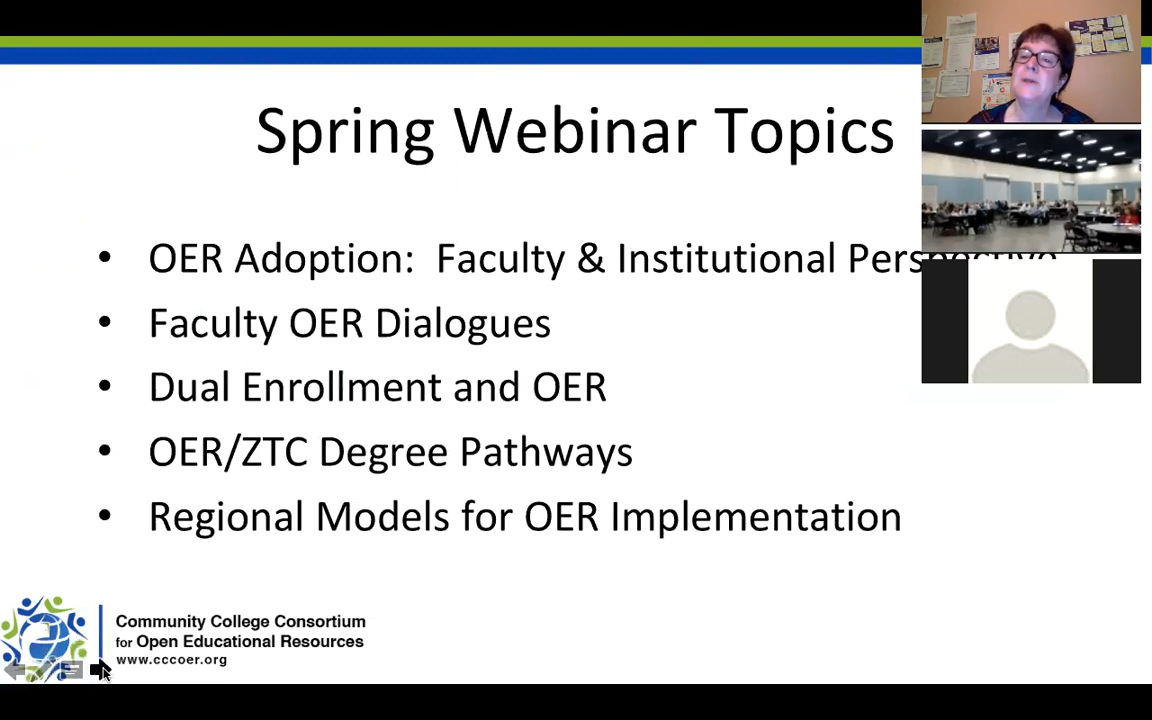 Spring Webinar Topics
• OER Adoption: Faculty & Institutional Perspective
• Faculty OER Dialogues
• Dual Enrollment and OER
• OER/ZTC Degree Pathways
• Regional Models for OER Implementation
Community College Consortium
for Open Educational Resources
www.cccoer.org